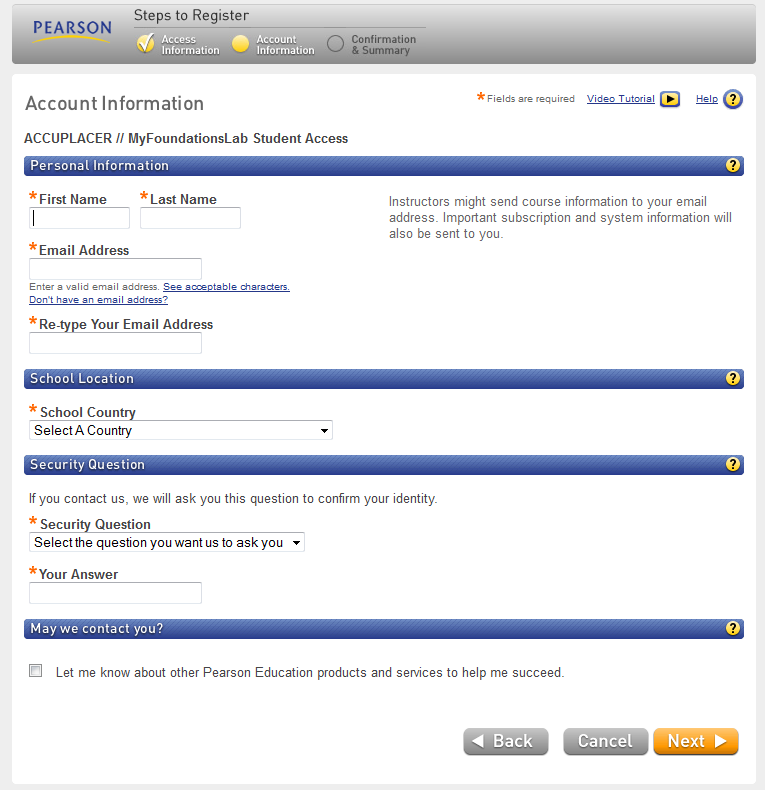 PEARSON
Steps to Register
Access Information
Account Information
Confirmation & Summary
Account Information
*Fields are required
Video Tutorial
Help ?
ACCUPLACER // MyFoundationsLab Student Access
Personal Information ?
*First Name *Last Name
Instructors might send course information to your email
address. Important subscription and system information will
also be sent to you.
*Email Address
Enter a valid email address. See acceptable characters.
Don't have an email address?
*Re-type Your Email Address
School Location ?
*School Country
Select A Country
Security Question ?
If you contact us, we will ask you this question to confirm your identity.
*Security Question
Select the question you want us to ask you
*Your Answer
May we contact you? ?
Let me know about other Pearson Education products and services to help me succeed.
Back Cancel Next